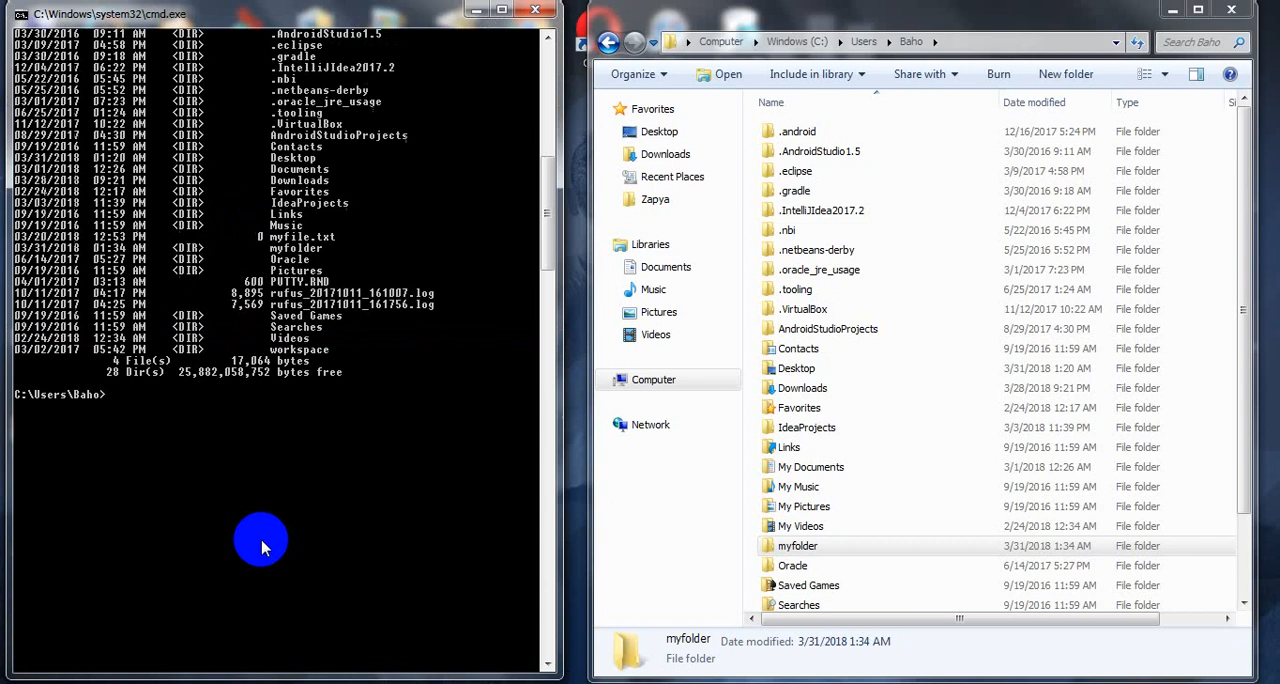 C:\Windows\system32\cmd.exe
03/30/2016 09:11 AM <DIR> .AndroidStudio1.5
03/09/2017 04:58 PM <DIR> .eclipse
03/30/2016 09:18 AM <DIR> .gradle
12/04/2017 06:22 PM <DIR> .IntelliJIdea2017.2
05/22/2016 05:45 PM <DIR> .nbi
05/25/2016 05:52 PM <DIR> .netbeans-derby
03/01/2017 07:23 PM <DIR> .oracle_jre_usage
06/25/2017 01:24 AM <DIR> .tooling
11/12/2017 10:22 AM <DIR> .VirtualBox
08/29/2017 04:30 PM <DIR> AndroidStudioProjects
09/19/2016 11:59 AM <DIR> Contacts
03/31/2018 01:20 AM <DIR> Desktop
03/01/2018 12:26 AM <DIR> Documents
03/28/2018 09:21 PM <DIR> Downloads
02/24/2018 12:17 AM <DIR> Favorites
03/03/2018 11:39 PM <DIR> IdeaProjects
09/19/2016 11:59 AM <DIR> Links
09/19/2016 11:59 AM <DIR> Music
03/20/2018 12:53 PM 0 myfile.txt
03/31/2018 01:34 AM <DIR> myfolder
06/14/2017 05:27 PM <DIR> Oracle
09/19/2016 11:59 AM <DIR> Pictures
04/01/2017 03:13 AM 600 PUTTY.RND
10/11/2017 04:17 PM 8,895 rufus_20171011_161007.log
10/11/2017 04:25 PM 7,569 rufus_20171011_161756.log
09/19/2016 11:59 AM <DIR> Saved Games
09/19/2016 11:59 AM <DIR> Searches
02/24/2018 12:34 AM <DIR> Videos
03/02/2017 05:42 PM <DIR> workspace
4 File(s) 17,064 bytes
28 Dir(s) 25,882,058,752 bytes free
C:\Users\Baho>
Computer Windows (C:) Users Baho
Search Baho
Organize Open Include in library Share with Burn New folder
Favorites
Desktop
Downloads
Recent Places
Zapya
Libraries
Documents
Music
Pictures
Videos
Computer
Network
Name Date modified Type
.android 12/16/2017 5:24 PM File folder
.AndroidStudio1.5 3/30/2016 9:11 AM File folder
.eclipse 3/9/2017 4:58 PM File folder
.gradle 3/30/2016 9:18 AM File folder
.IntelliJIdea2017.2 12/4/2017 6:22 PM File folder
.nbi 5/22/2016 5:45 PM File folder
.netbeans-derby 5/25/2016 5:52 PM File folder
.oracle_jre_usage 3/1/2017 7:23 PM File folder
.tooling 6/25/2017 1:24 AM File folder
.VirtualBox 11/12/2017 10:22 AM File folder
AndroidStudioProjects 8/29/2017 4:30 PM File folder
Contacts 9/19/2016 11:59 AM File folder
Desktop 3/31/2018 1:20 AM File folder
Downloads 3/28/2018 9:21 PM File folder
Favorites 2/24/2018 12:17 AM File folder
IdeaProjects 3/3/2018 11:39 PM File folder
Links 9/19/2016 11:59 AM File folder
My Documents 3/1/2018 12:26 AM File folder
My Music 9/19/2016 11:59 AM File folder
My Pictures 9/19/2016 11:59 AM File folder
My Videos 2/24/2018 12:34 AM File folder
myfolder 3/31/2018 1:34 AM File folder
Oracle 6/14/2017 5:27 PM File folder
Saved Games 9/19/2016 11:59 AM File folder
Searches 9/19/2016 11:59 AM File folder
myfolder Date modified: 3/31/2018 1:34 AM
File folder